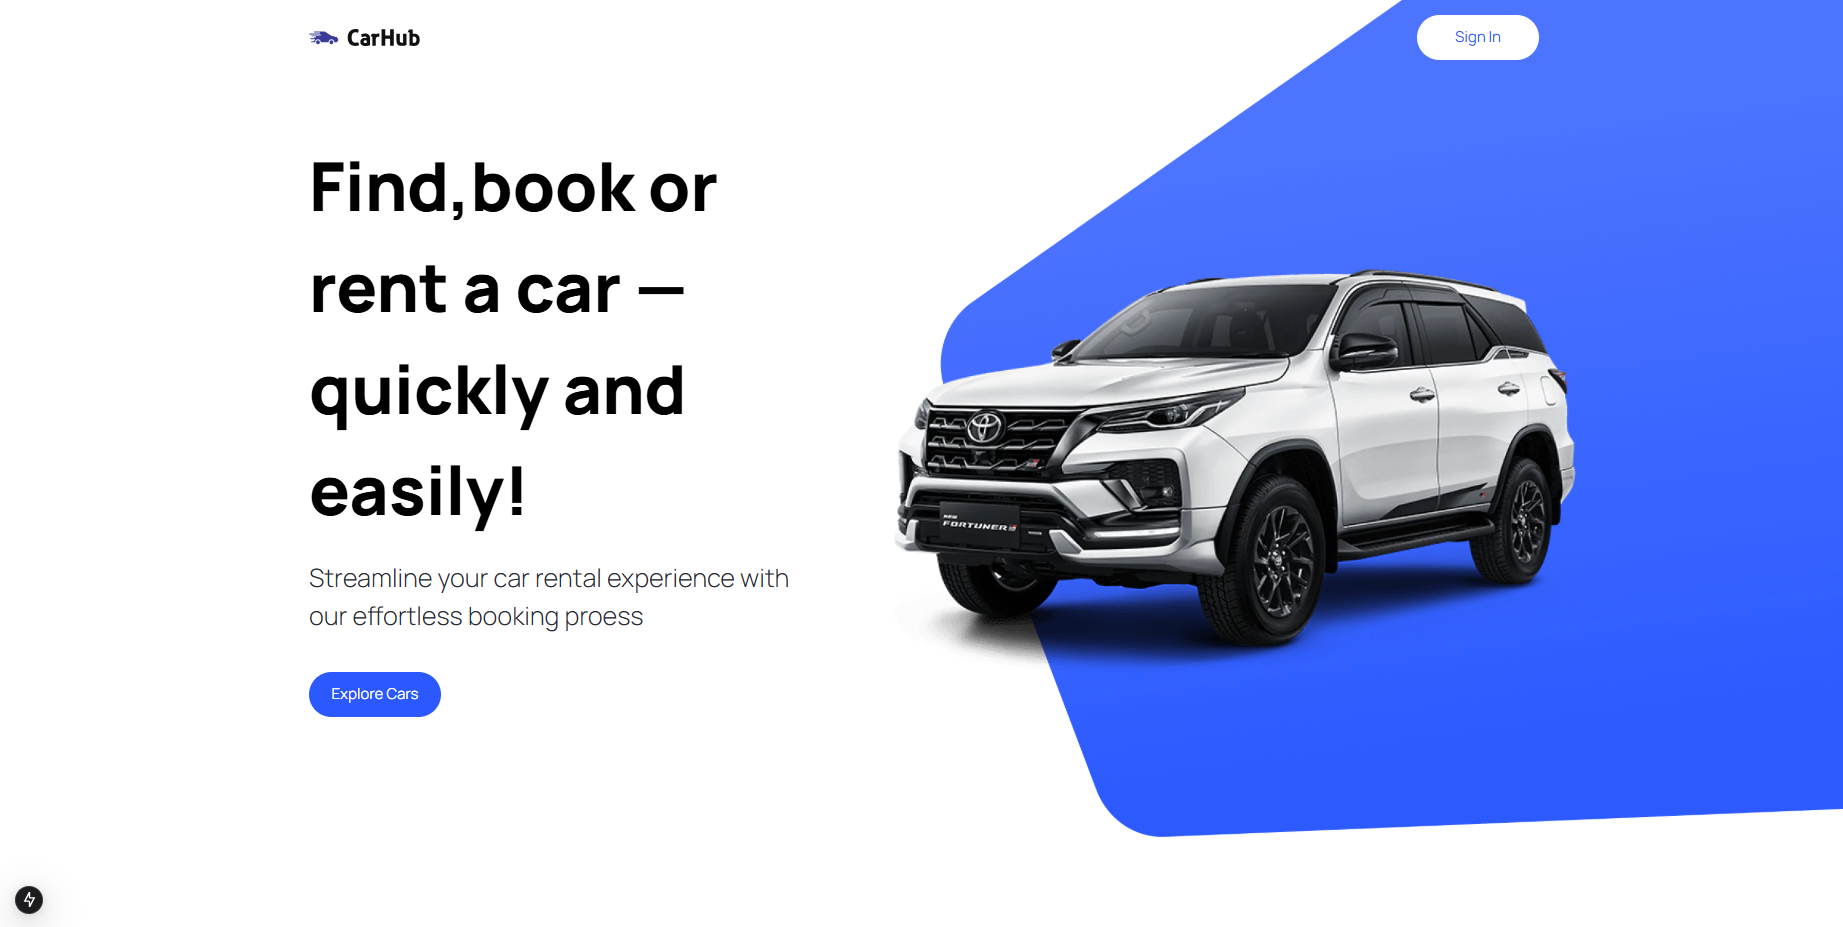 CarHub
Sign In
Find,book or
rent a car —
quickly and
easily!
Streamline your car rental experience with
our effortless booking proess
Explore Cars
NEW
FORTUNER